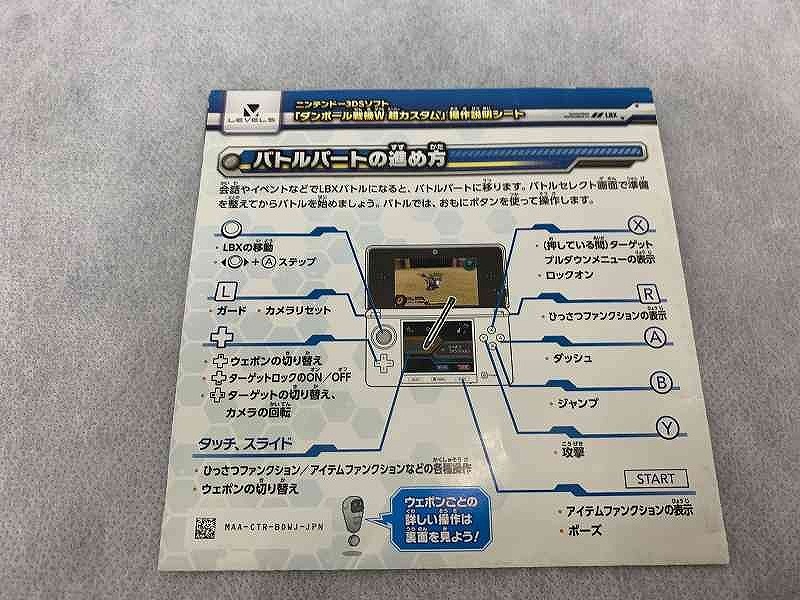 LEVEL5
ニンテンドー3DSソフト
「ダンボール戦機W 超カスタム」操作説明シート
LBX
バトルパートの進め方
会話やイベントなどでLBXバトルになると、バトルパートに移ります。バトルセレクト画面で準備
を整えてからバトルを始めましょう。バトルでは、おもにボタンを使って操作します。
・LBXの移動
・+Ⓐステップ
L
・ガード ・カメラリセット
・ウェポンの切り替え
・ターゲットロックのON/OFF
・ターゲットの切り替え、
カメラの回転
タッチ、スライド
・ひっさつファンクション/アイテムファンクションなどの各種操作
・ウェポンの切り替え
X
・(押している間)ターゲット
プルダウンメニューの表示
・ロックオン
R
・ひっさつファンクションの表示
A
・ダッシュ
B
・ジャンプ
Y
・攻撃
START
・アイテムファンクションの表示
・ポーズ
MAA-CTR-BDWJ-JPN
ウェポンごとの
詳しい操作は
裏面を見よう!